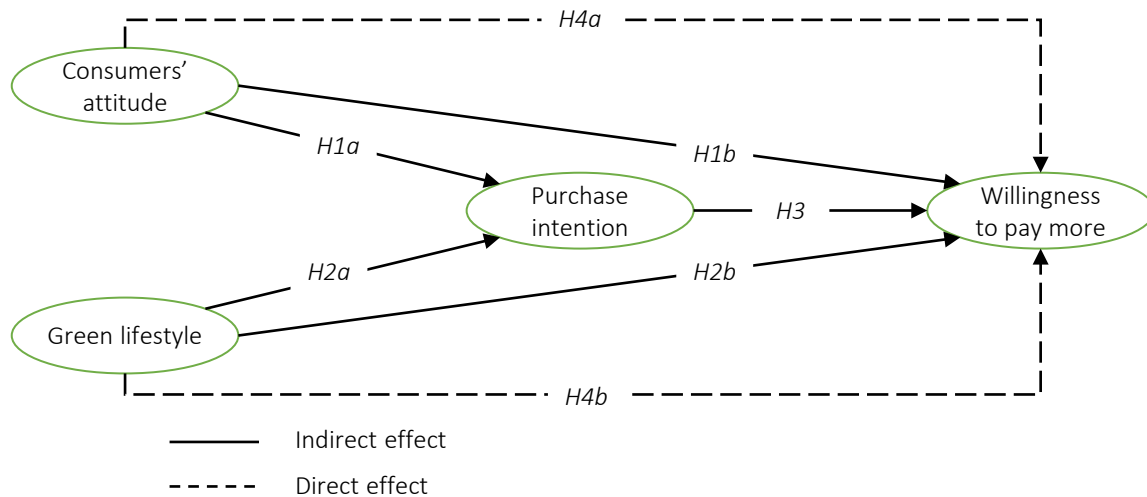 H4a
Consumers’
attitude
H1a
H1b
Purchase
intention
H3
Willingness
to pay more
H2a
H2b
Green lifestyle
H4b
Indirect effect
Direct effect